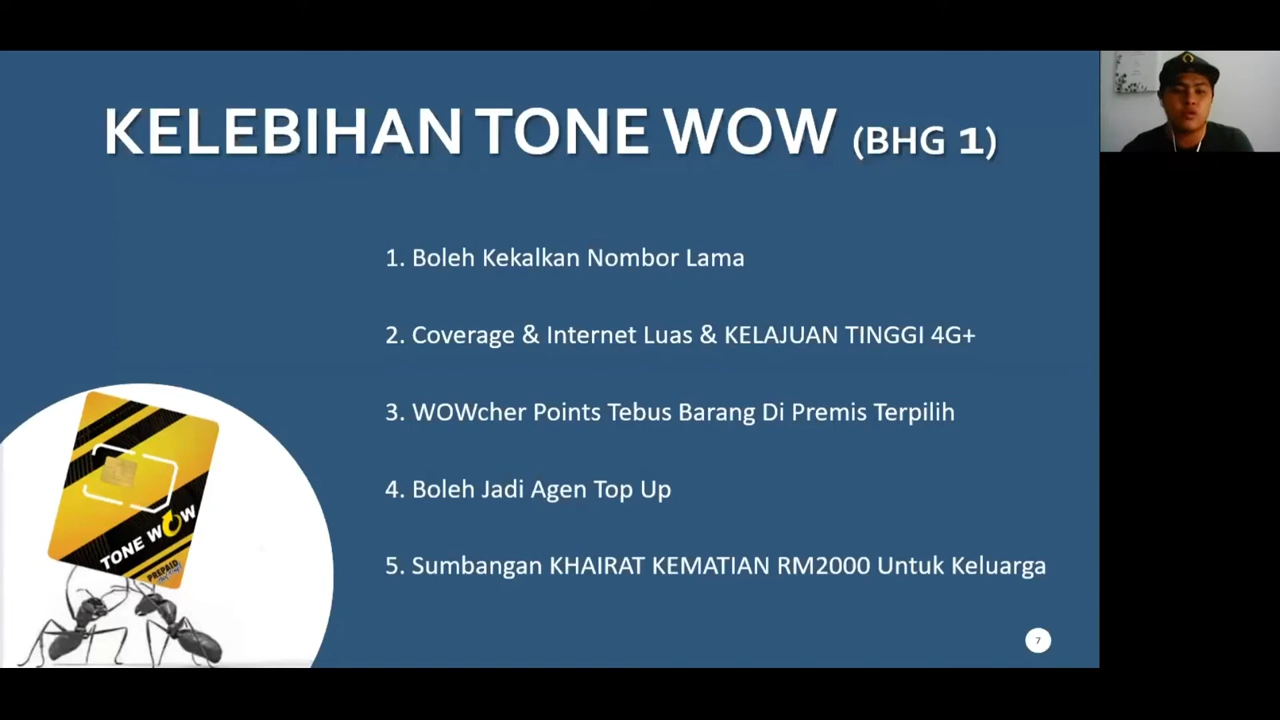 KELEBIHAN TONE WOW (BHG 1)
1. Boleh Kekalkan Nombor Lama
2. Coverage & Internet Luas & KELAJUAN TINGGI 4G+
3. WOWcher Points Tebus Barang Di Premis Terpilih
4. Boleh Jadi Agen Top Up
5. Sumbangan KHAIRAT KEMATIAN RM2000 Untuk Keluarga
TONE WOW
PREPAID
7